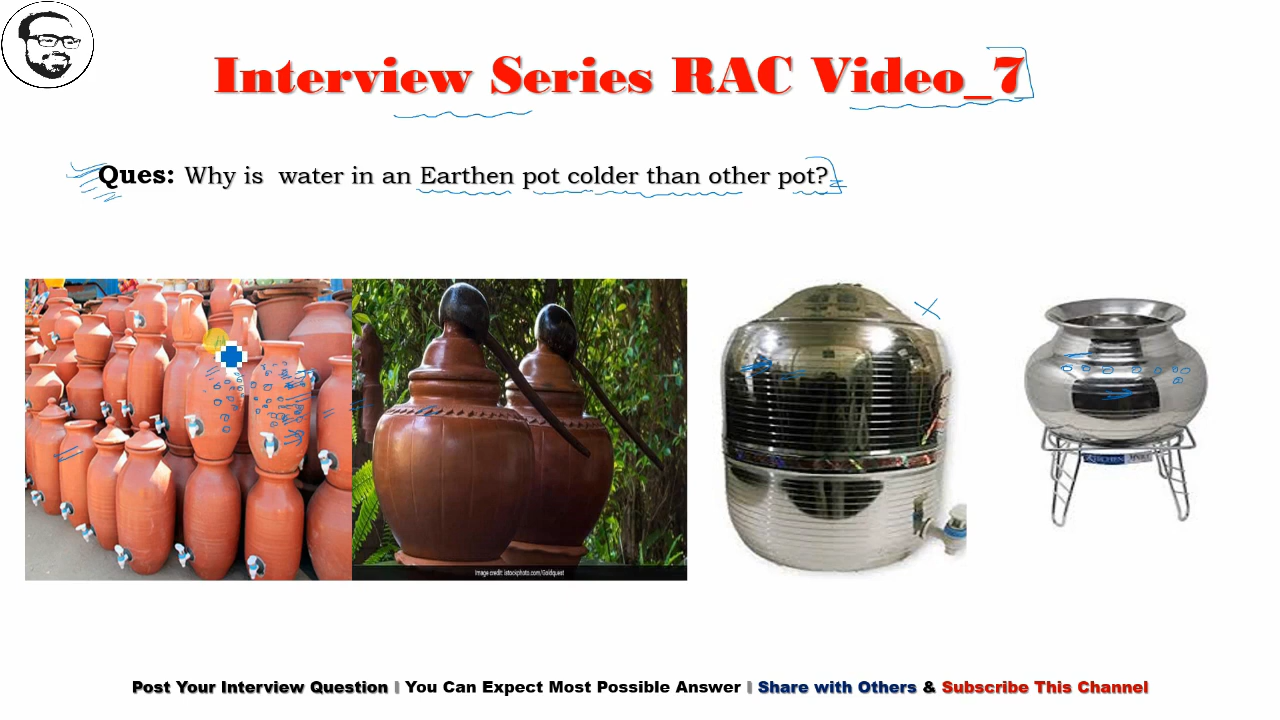 Interview Series RAC Video_7
Ques: Why is water in an Earthen pot colder than other pot?
Image credit: istockphoto.com/Goldquest
Post Your Interview Question | You Can Expect Most Possible Answer | Share with Others & Subscribe This Channel